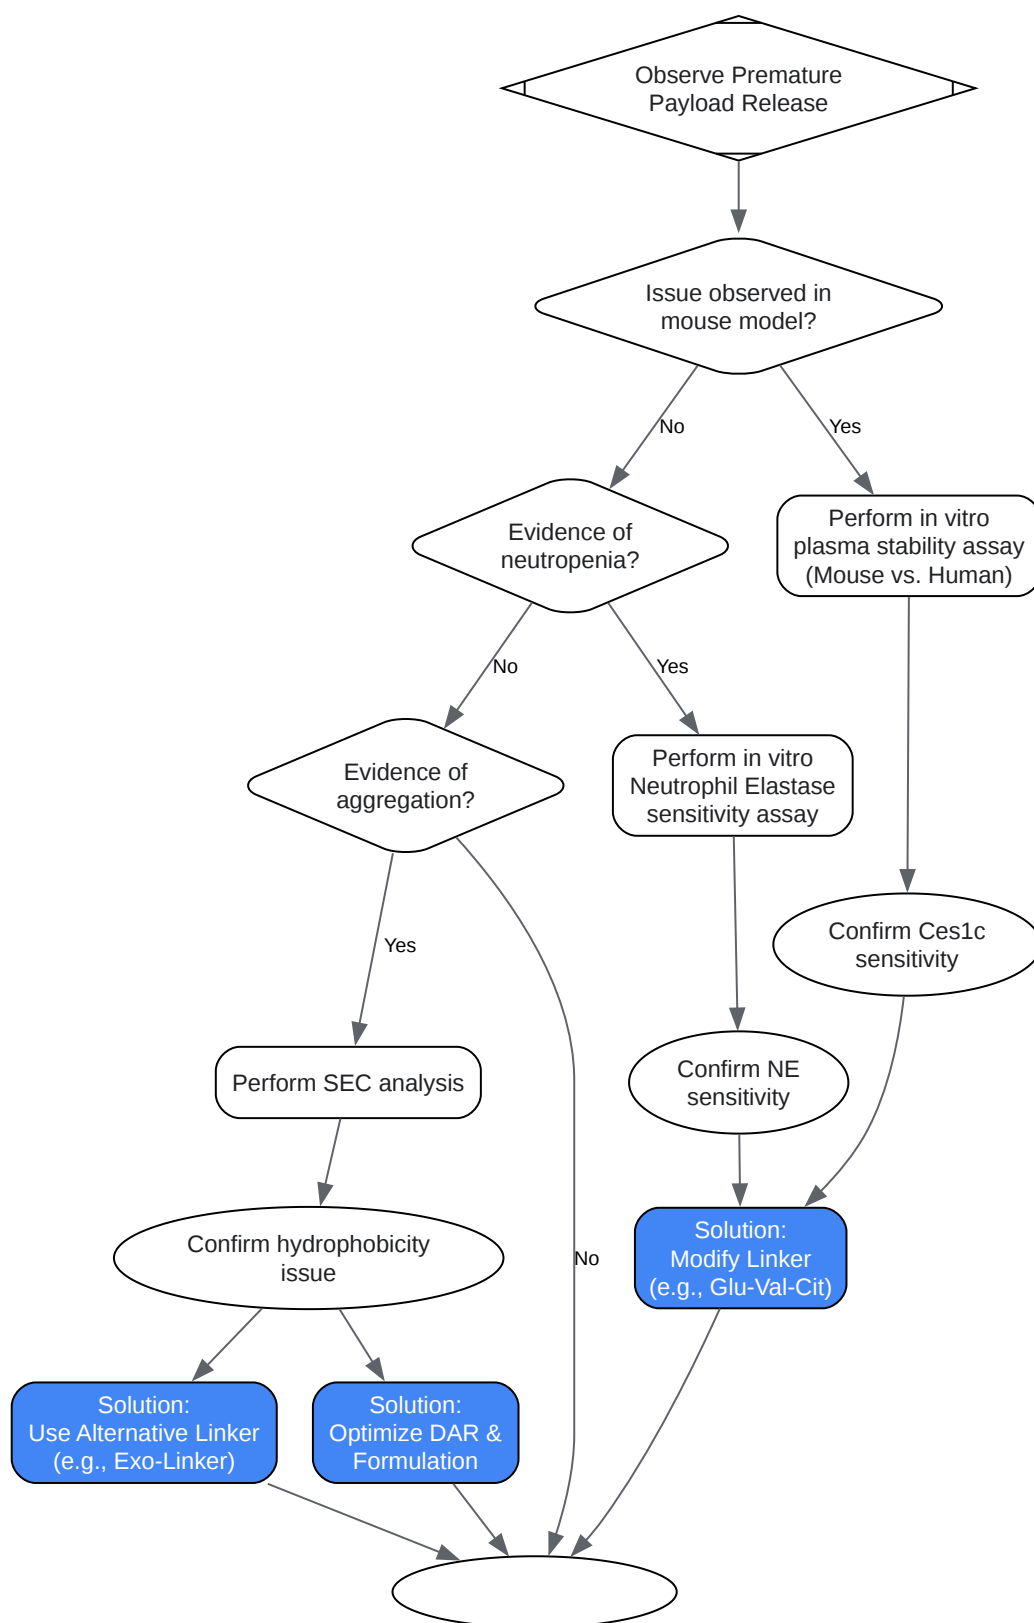 Observe Premature
Payload Release
Issue observed in
mouse model?
No
Yes
Evidence of
neutropenia?
Perform in vitro
plasma stability assay
(Mouse vs. Human)
No
Yes
Evidence of
aggregation?
Perform in vitro
Neutrophil Elastase
sensitivity assay
Yes
Confirm Ces1c
sensitivity
Perform SEC analysis
Confirm NE
sensitivity
Confirm hydrophobicity
issue
No
Solution:
Modify Linker
(e.g., Glu-Val-Cit)
Solution:
Use Alternative Linker
(e.g., Exo-Linker)
Solution:
Optimize DAR &
Formulation